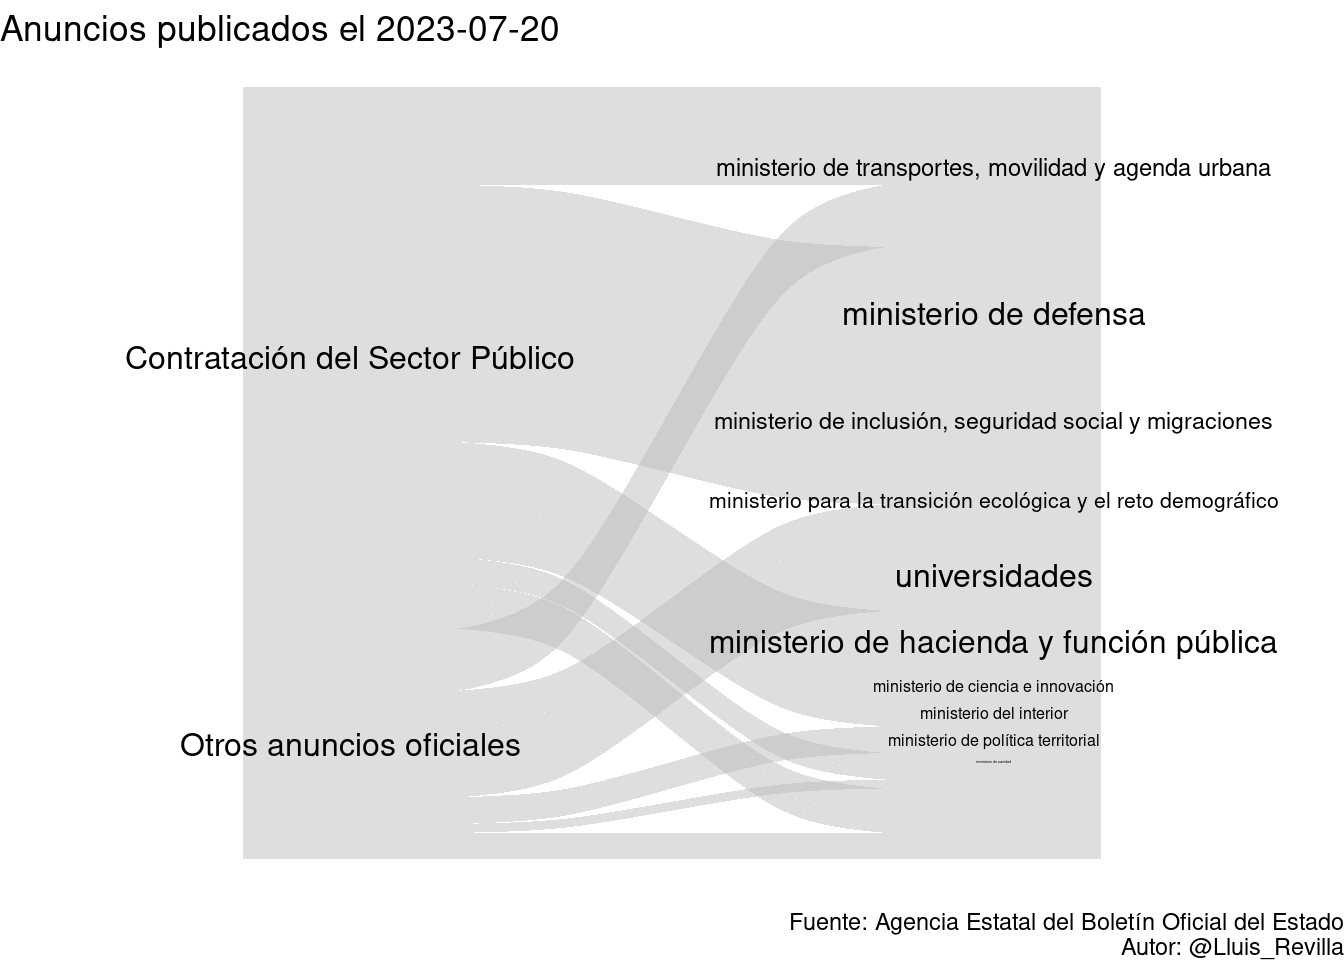 Anuncios publicados el 2023-07-20
ministerio de transportes, movilidad y agenda urbana
ministerio de defensa
Contratación del Sector Público
ministerio de inclusión, seguridad social y migraciones
ministerio para la transición ecológica y el reto demográfico
universidades
ministerio de hacienda y función pública
ministerio de ciencia e innovación
ministerio del interior
Otros anuncios oficiales
ministerio de política territorial
ministerio de sanidad
Fuente: Agencia Estatal del Boletín Oficial del Estado
Autor: @Lluis_Revilla